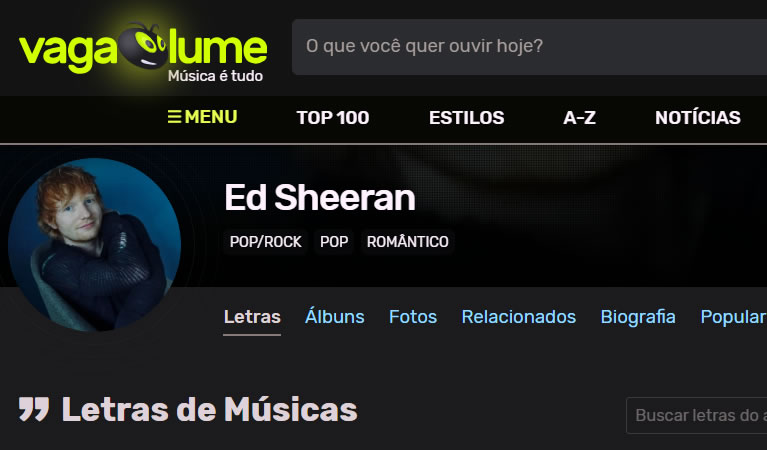 vagalume
Música é tudo
O que você quer ouvir hoje?
MENU TOP 100 ESTILOS A-Z NOTÍCIAS
Ed Sheeran
POP/ROCK POP ROMÂNTICO
Letras Álbuns Fotos Relacionados Biografia Popular
Letras de Músicas
Buscar letras do a